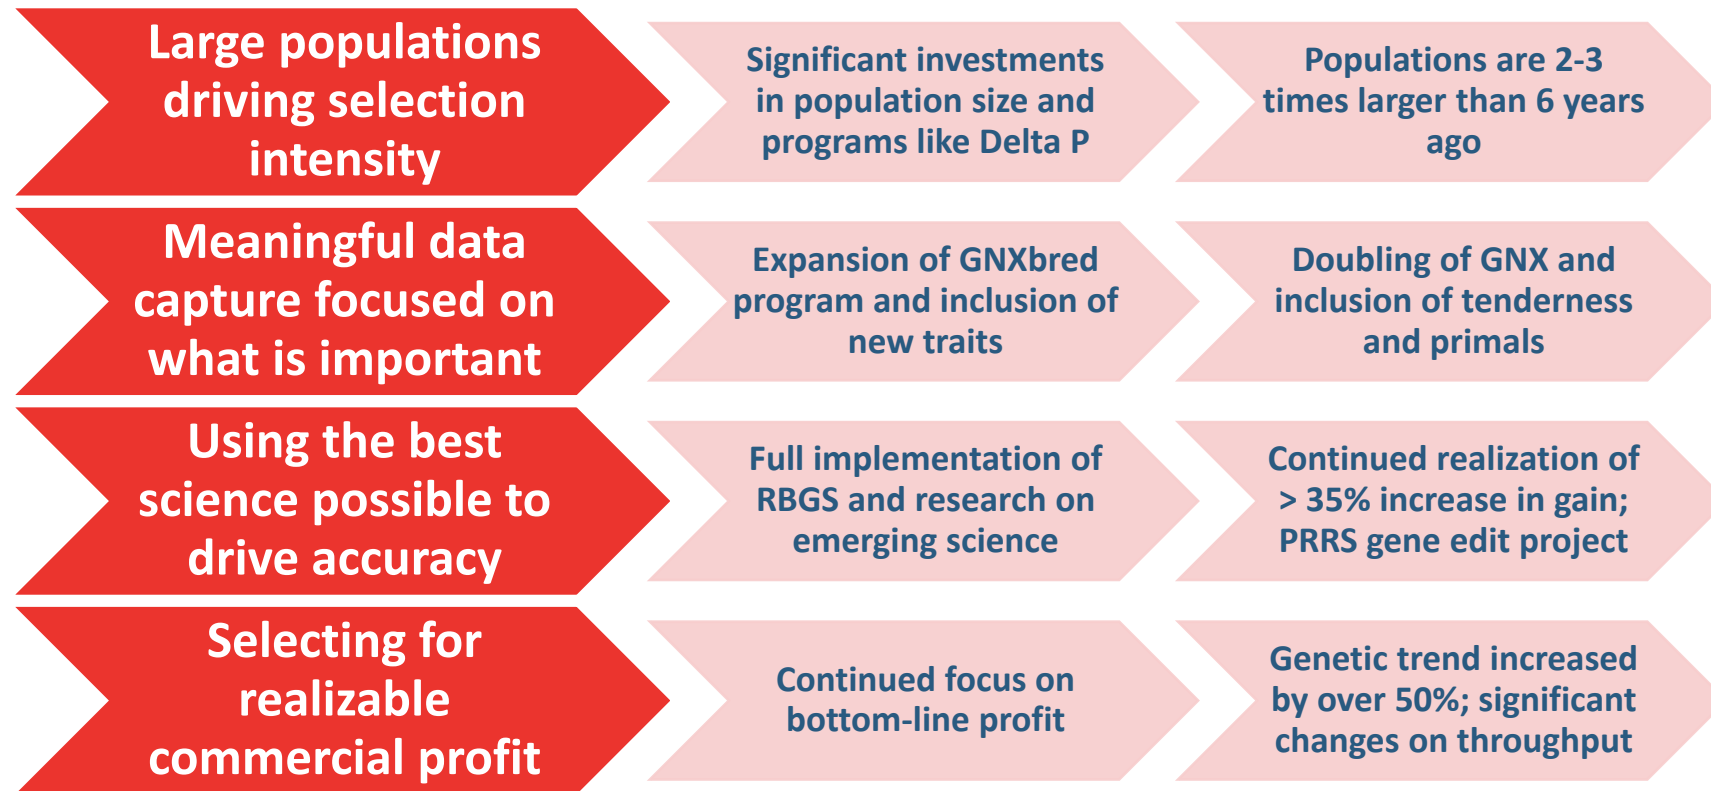 Large populations
driving selection
intensity
Significant investments
in population size and
programs like Delta P
Populations are 2-3
times larger than 6 years
ago
Meaningful data
capture focused on
what is important
Expansion of GNXbred
program and inclusion of
new traits
Doubling of GNX and
inclusion of tenderness
and primals
Using the best
science possible to
drive accuracy
Full implementation of
RBGS and research on
emerging science
Continued realization of
> 35% increase in gain;
PRRS gene edit project
Selecting for
realizable
commercial profit
Continued focus on
bottom-line profit
Genetic trend increased
by over 50%; significant
changes on throughput